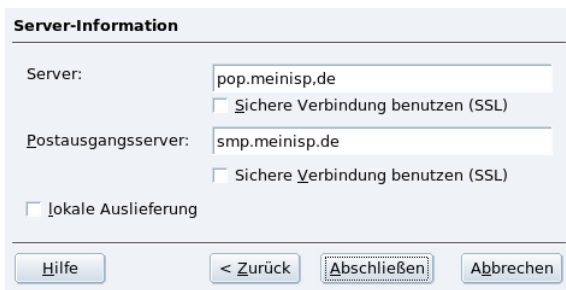 Server-Information
Server: pop.meinisp,de
Sichere Verbindung benutzen (SSL)
Postausgangsserver: smp.meinisp.de
Sichere Verbindung benutzen (SSL)
lokale Auslieferung
Hilfe < Zurück Abschließen Abbrechen